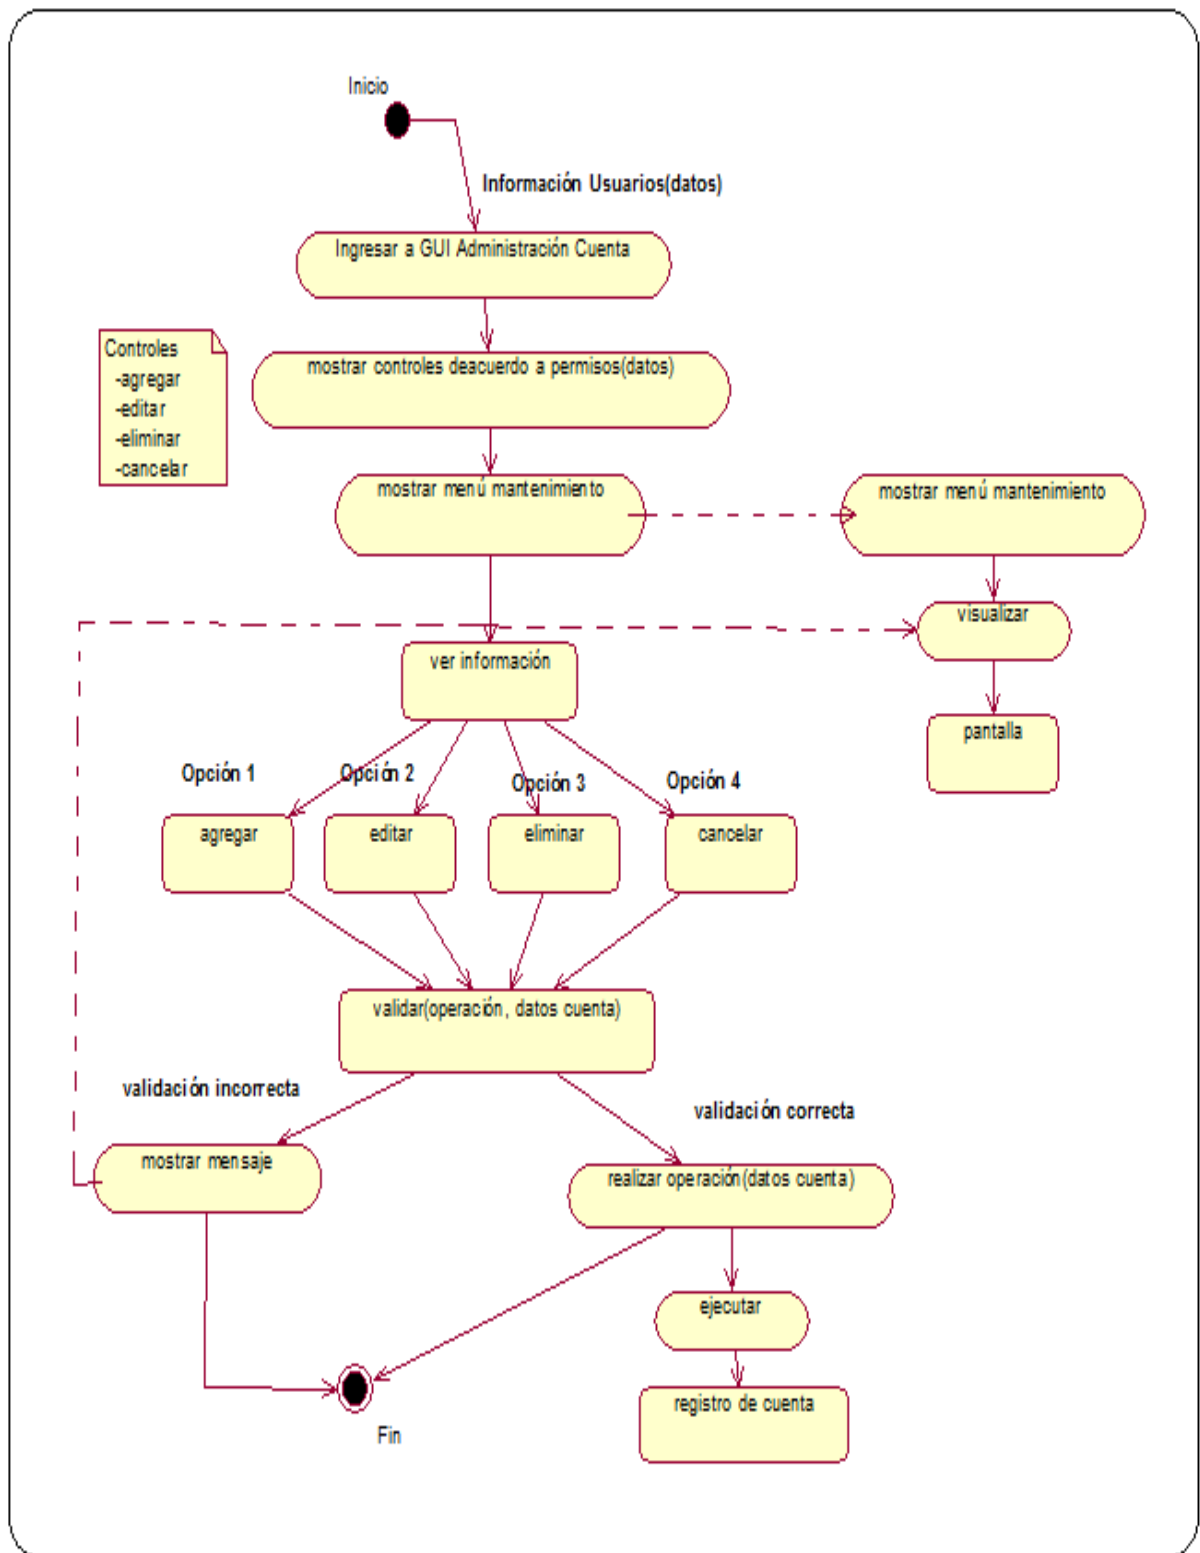 Inicio
Información Usuarios(datos)
Ingresar a GUI Administración Cuenta
Controles
-agregar
-editar
-eliminar
-cancelar
mostrar controles deacuerdo a permisos(datos)
mostrar menú mantenimiento
mostrar menú mantenimiento
visualizar
ver información
pantalla
Opción 1
Opción 2
Opción 3
Opción 4
agregar
editar
eliminar
cancelar
validar(operación, datos cuenta)
validación incorrecta
validación correcta
mostrar mensaje
realizar operación(datos cuenta)
ejecutar
registro de cuenta
Fin